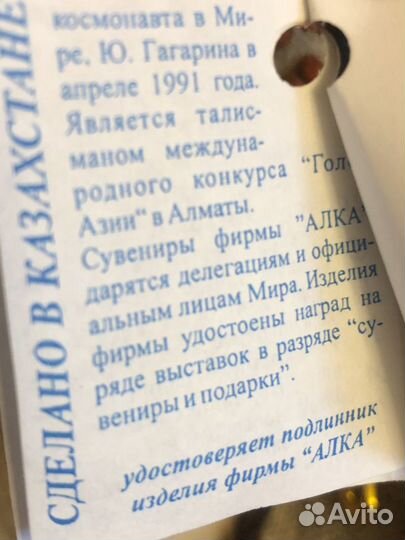 СДЕЛАНО В КАЗАХСТАНЕ
космонавта в Ми-
ре, Ю. Гагарина в
апреле 1991 года.
Является талис-
маном междуна-
родного конкурса "Гол
Азии" в Алматы.
Сувениры фирмы "АЛКА"
дарятся делегациям и офици-
альным лицам Мира. Изделия
фирмы удостоены наград на
ряде выставок в разряде "су-
вениры и подарки".
удостоверяет подлинник
изделия фирмы "АЛКА"
Avito